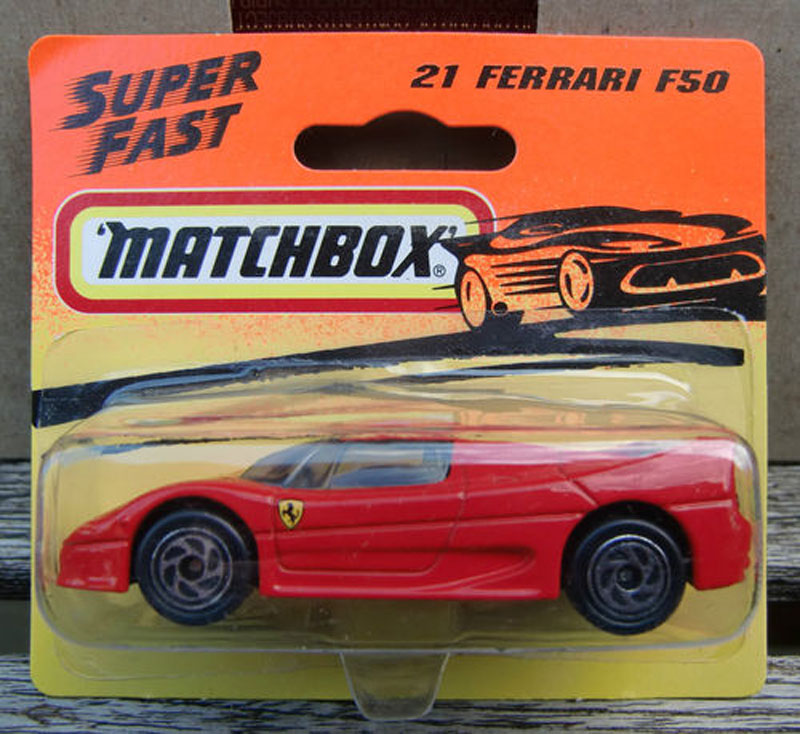 SUPER
FAST
21 FERRARI F50
'MATCHBOX'®